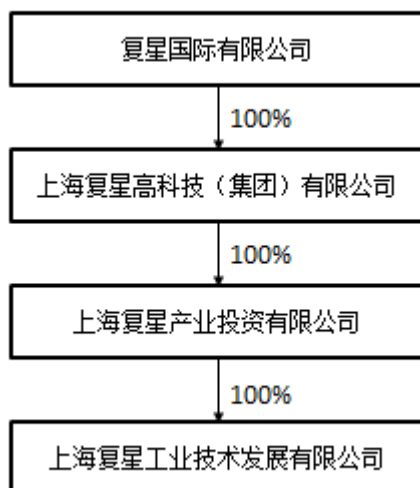 复星国际有限公司
100%
上海复星高科技（集团）有限公司
100%
上海复星产业投资有限公司
100%
上海复星工业技术发展有限公司